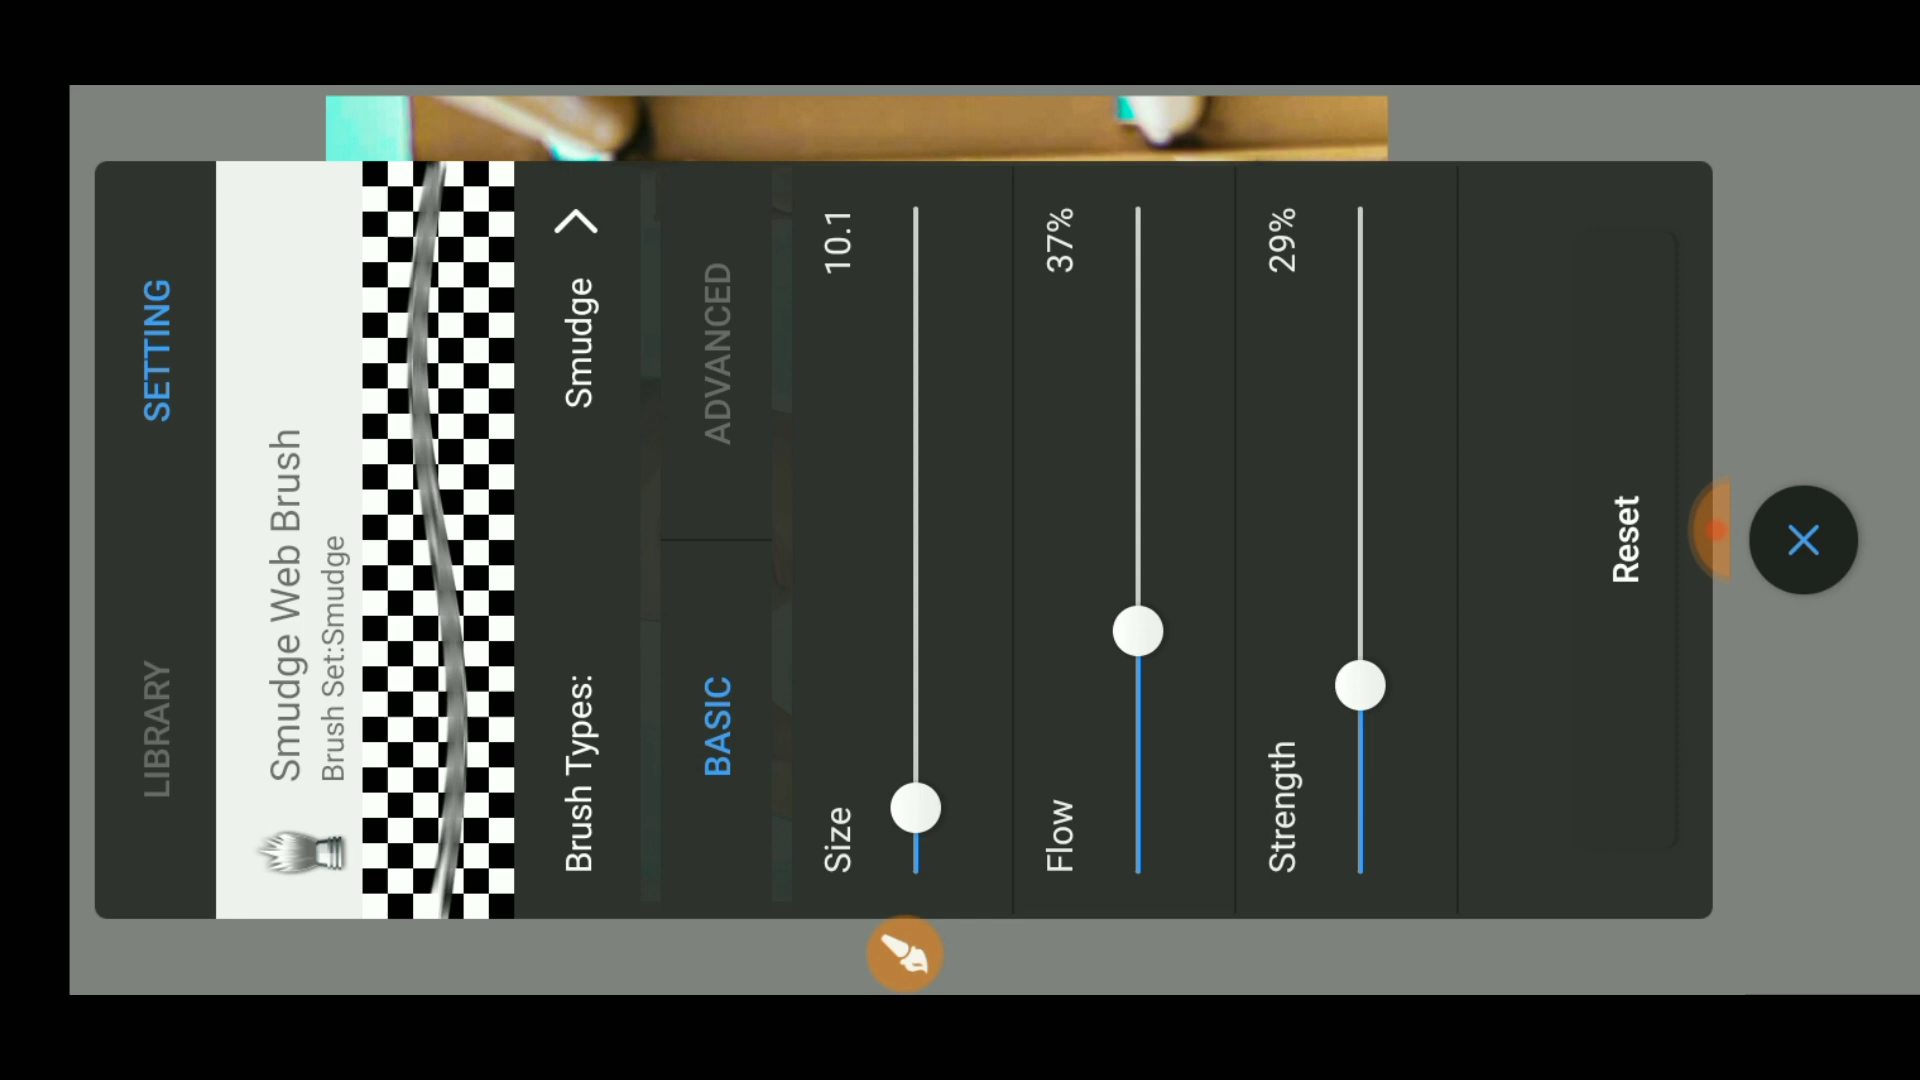 LIBRARY SETTING
Smudge Web Brush
Brush Set:Smudge
Brush Types: Smudge
BASIC ADVANCED
Size 10.1
Flow 37%
Strength 29%
Reset